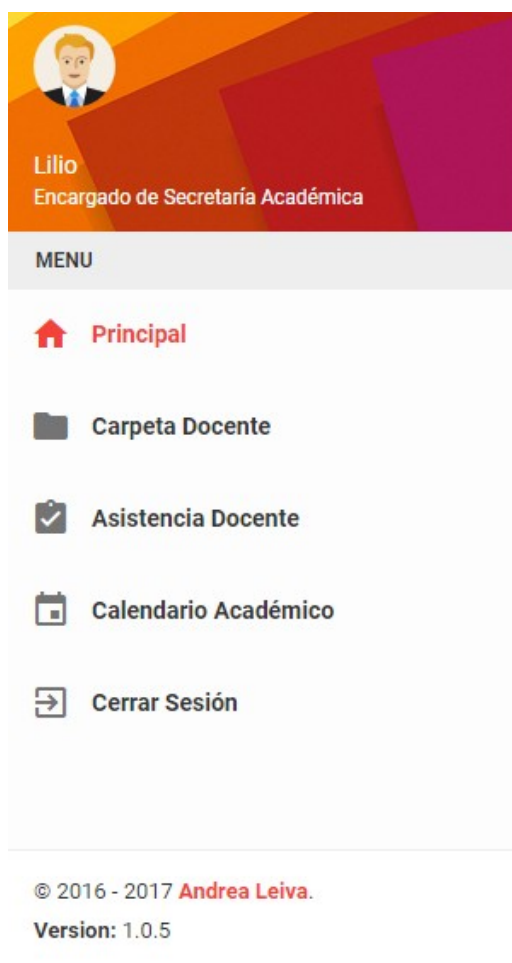 Lilio
Encargado de Secretaría Académica
MENU
Principal
Carpeta Docente
Asistencia Docente
Calendario Académico
Cerrar Sesión
© 2016 - 2017 Andrea Leiva.
Version: 1.0.5